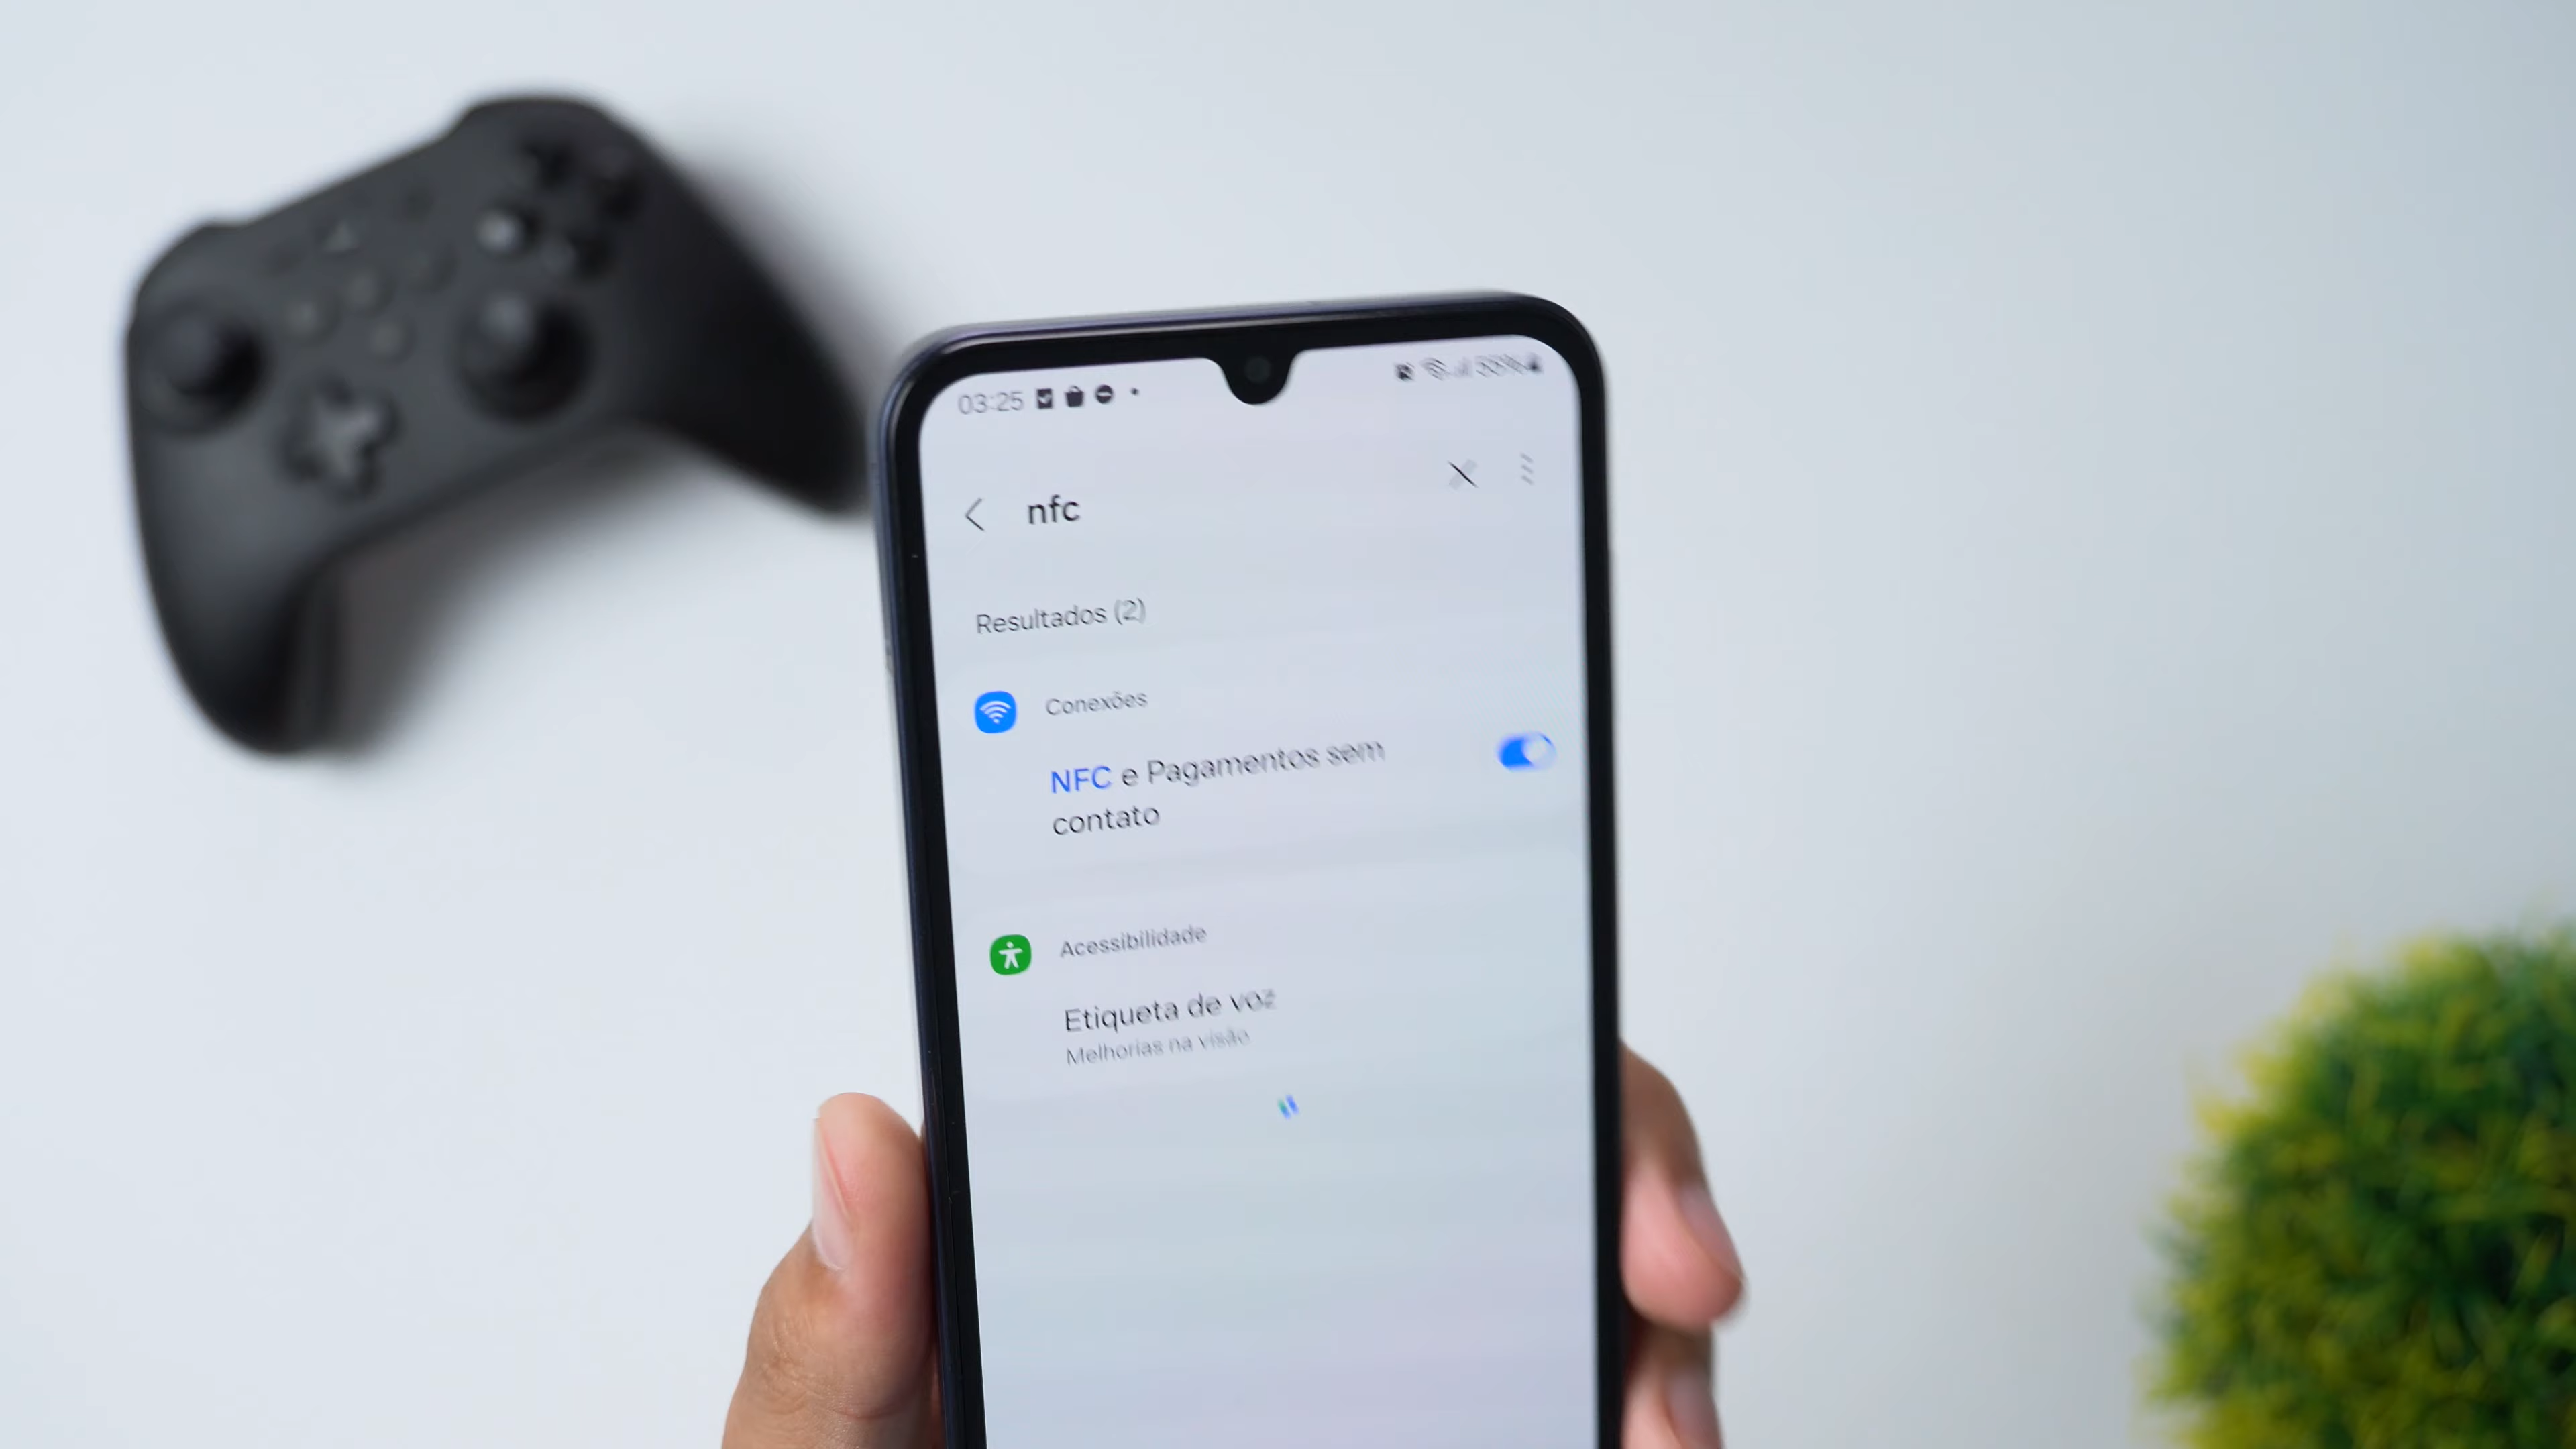 03:25
nfc
Resultados (2)
Conexões
NFC e Pagamentos sem
contato
Acessibilidade
Etiqueta de voz
Melhorias na visão